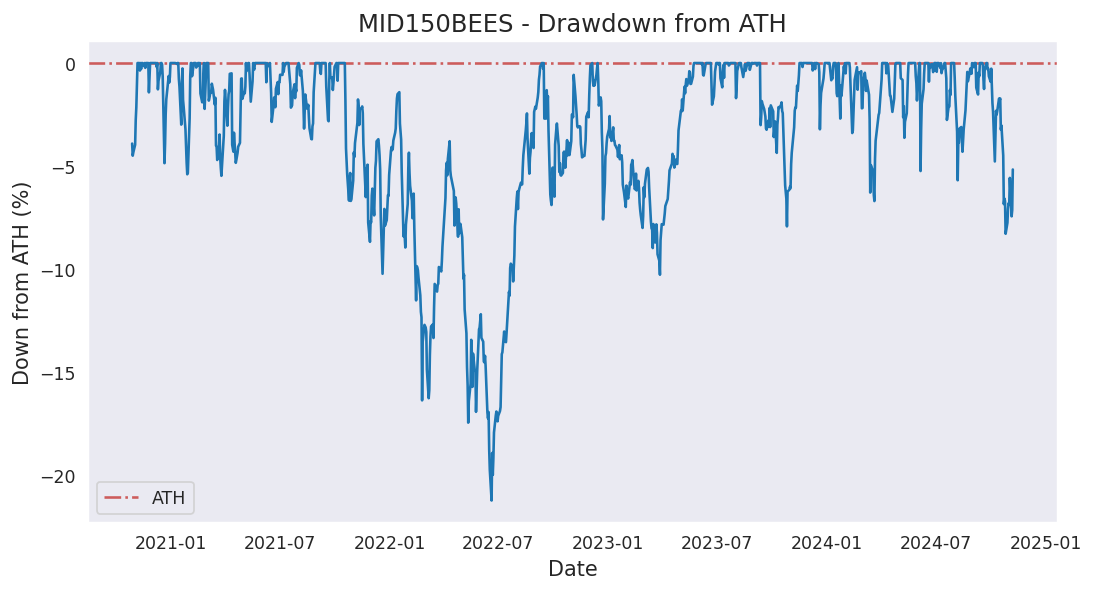 MID150BEES - Drawdown from ATH
Down from ATH (%)
0
−5
−10
−15
−20
ATH
2021-01 2021-07 2022-01 2022-07 2023-01 2023-07 2024-01 2024-07 2025-01
Date